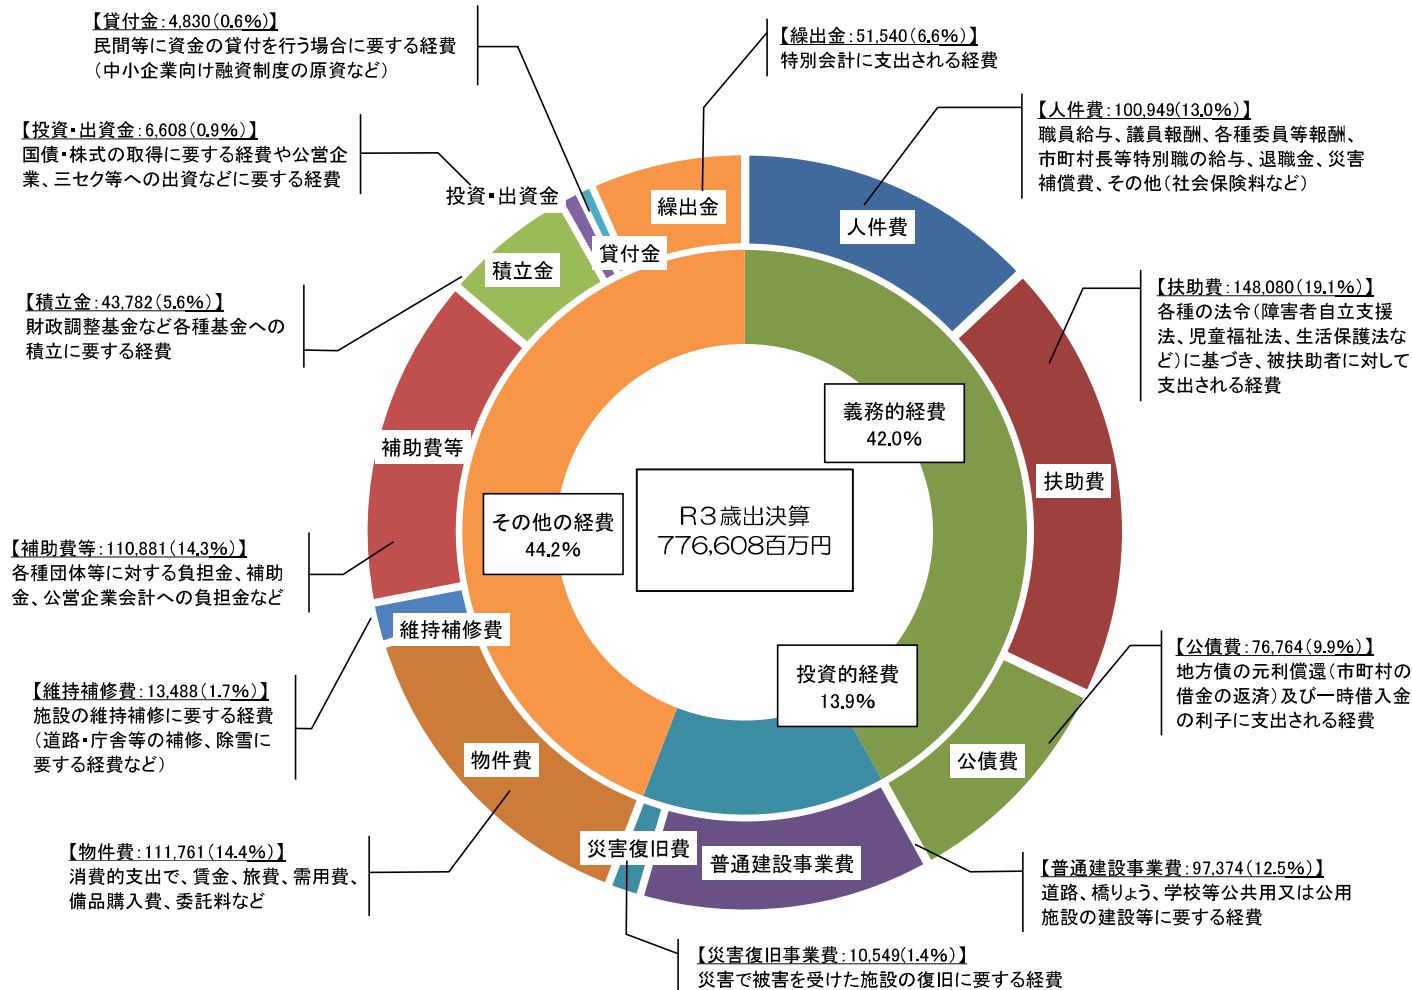 【貸付金：4,830（0.6%）】
民間等に資金の貸付を行う場合に要する経費
（中小企業向け融資制度の原資など）
【繰出金：51,540（6.6%）】
特別会計に支出される経費
【投資・出資金：6,608（0.9%）】
国債・株式の取得に要する経費や公営企
業、三セク等への出資などに要する経費
【人件費：100,949（13.0%）】
職員給与、議員報酬、各種委員等報酬、
市町村長等特別職の給与、退職金、災害
補償費、その他（社会保険料など）
投資・出資金
繰出金
人件費
貸付金
積立金
【積立金：43,782（5.6%）】
財政調整基金など各種基金への
積立に要する経費
【扶助費：148,080（19.1%）】
各種の法令（障害者自立支援
法、児童福祉法、生活保護法な
ど）に基づき、被扶助者に対して
支出される経費
義務的経費
42.0%
補助費等
扶助費
その他の経費
44.2%
R３歳出決算
776,608百万円
【補助費等：110,881（14.3%）】
各種団体等に対する負担金、補助
金、公営企業会計への負担金など
維持補修費
投資的経費
13.9%
【公債費：76,764（9.9%）】
地方債の元利償還（市町村の
借金の返済）及び一時借入金
の利子に支出される経費
【維持補修費：13,488（1.7%）】
施設の維持補修に要する経費
（道路・庁舎等の補修、除雪に
要する経費など）
物件費
公債費
災害復旧費
普通建設事業費
【物件費：111,761（14.4%）】
消費的支出で、賃金、旅費、需用費、
備品購入費、委託料など
【普通建設事業費：97,374（12.5%）】
道路、橋りょう、学校等公共用又は公用
施設の建設等に要する経費
【災害復旧事業費：10,549（1.4%）】
災害で被害を受けた施設の復旧に要する経費